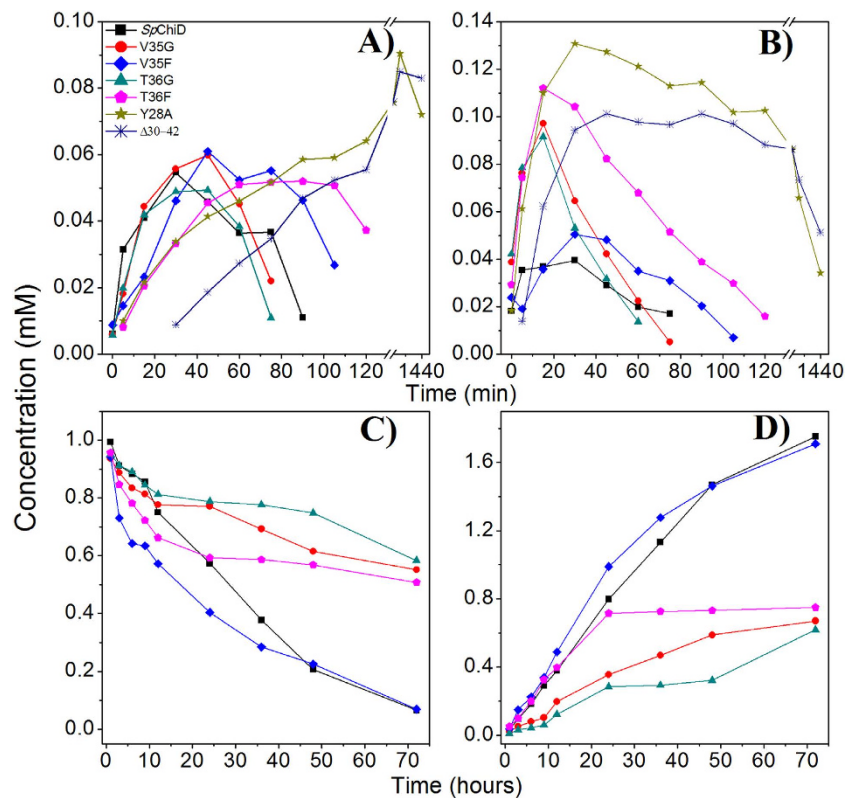 SpChiD
V35G
V35F
T36G
T36F
Y28A
Δ30-42
A)
0.10
0.08
0.06
0.04
0.02
0.00
0 20 40 60 80 100 120 1440
B)
0.14
0.12
0.10
0.08
0.06
0.04
0.02
0.00
0 20 40 60 80 100 120 1440
Time (min)
Concentration (mM)
C)
1.0
0.8
0.6
0.4
0.2
0.0
0 10 20 30 40 50 60 70
D)
1.6
1.2
0.8
0.4
0.0
0 10 20 30 40 50 60 70
Time (hours)